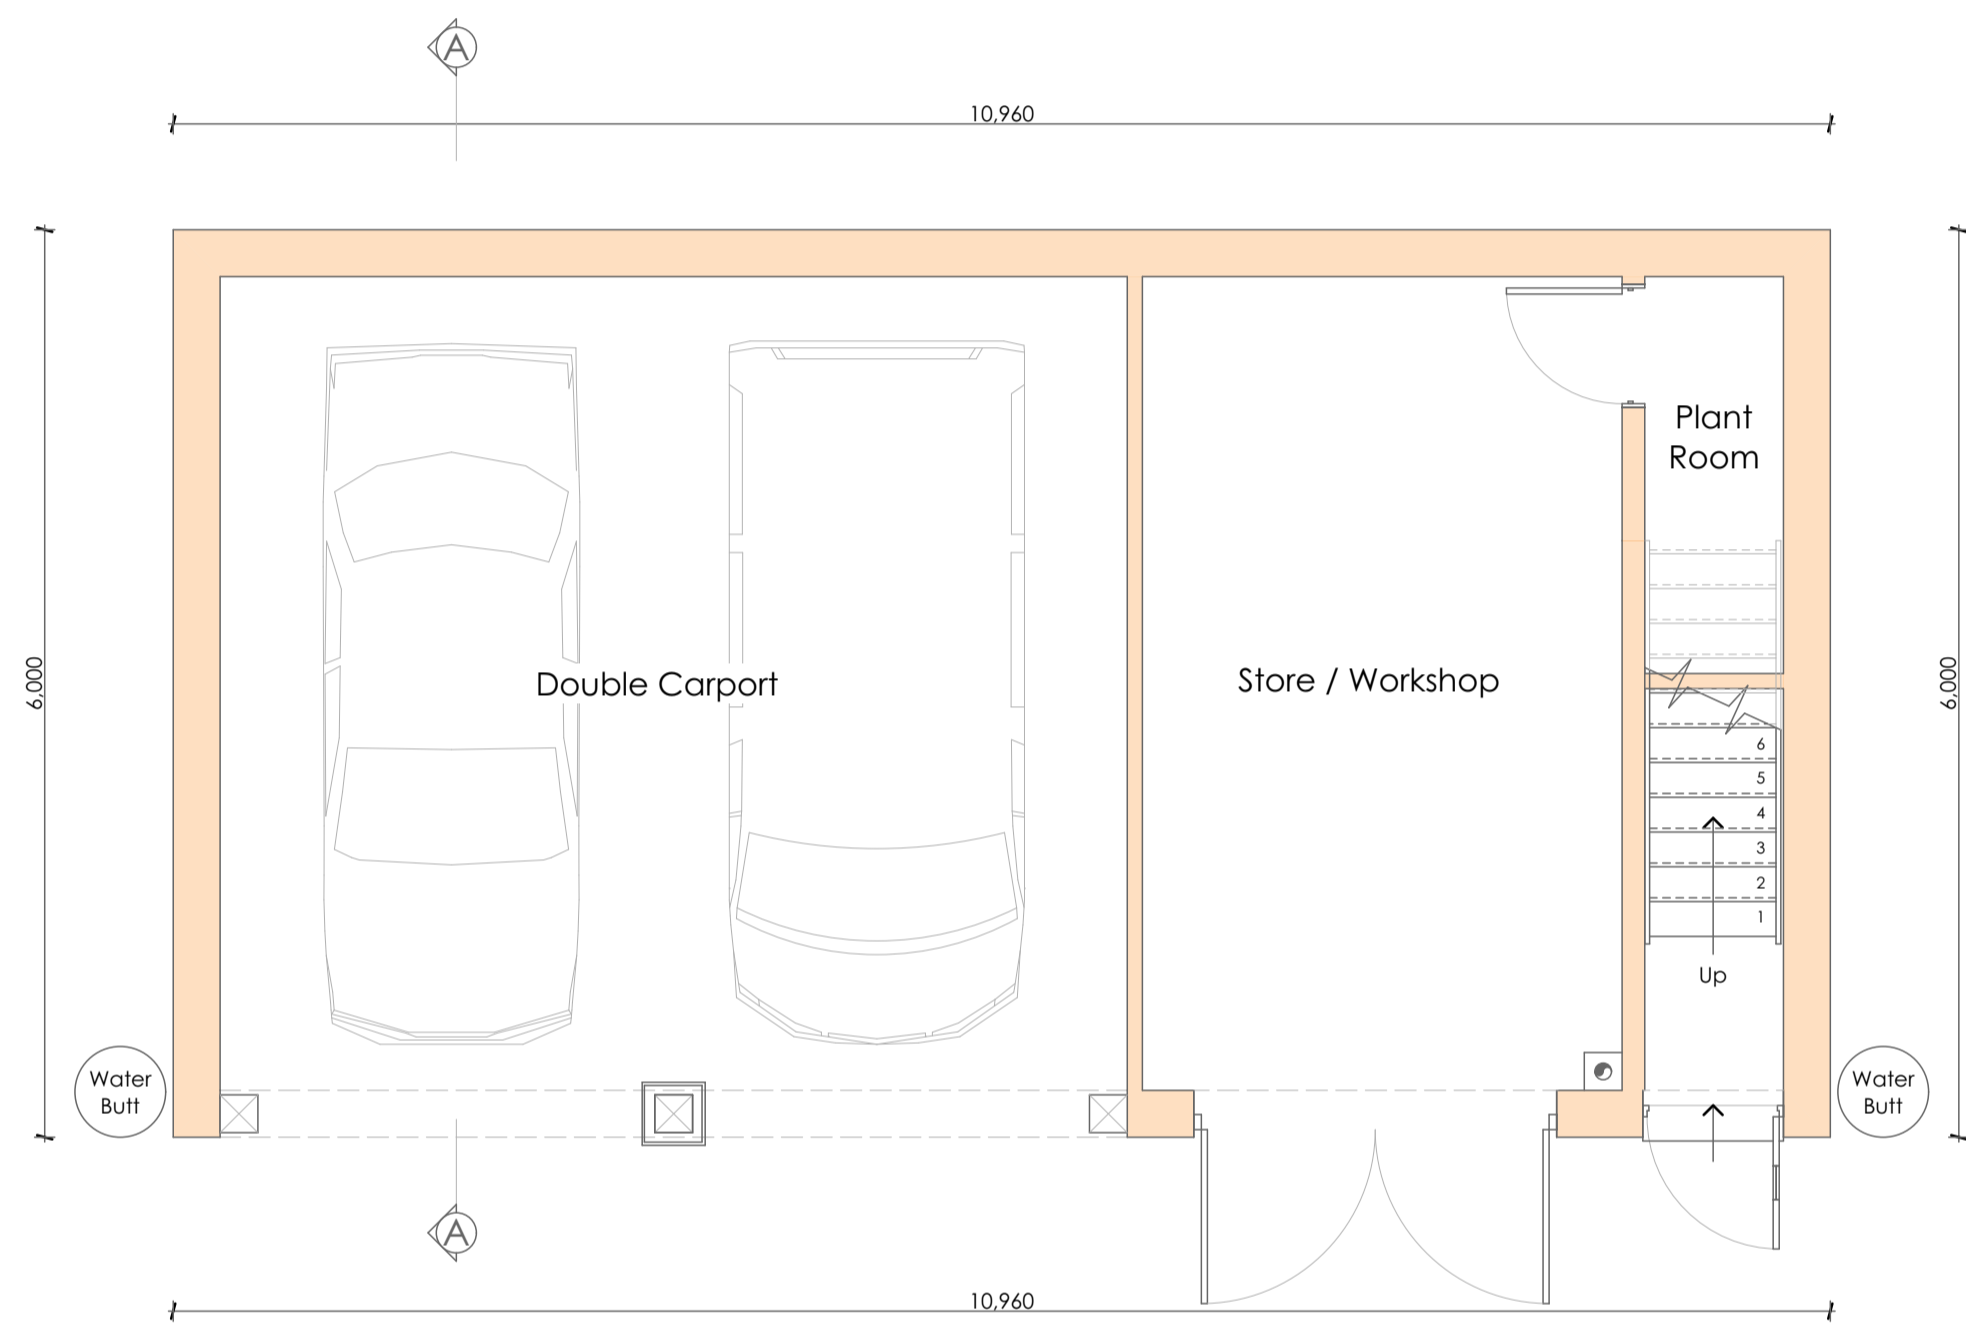 A
10,960
Plant
Room
6,000
Double Carport
Store / Workshop
6,000
6
5
4
3
2
1
Up
Water
Butt
Water
Butt
A
10,960